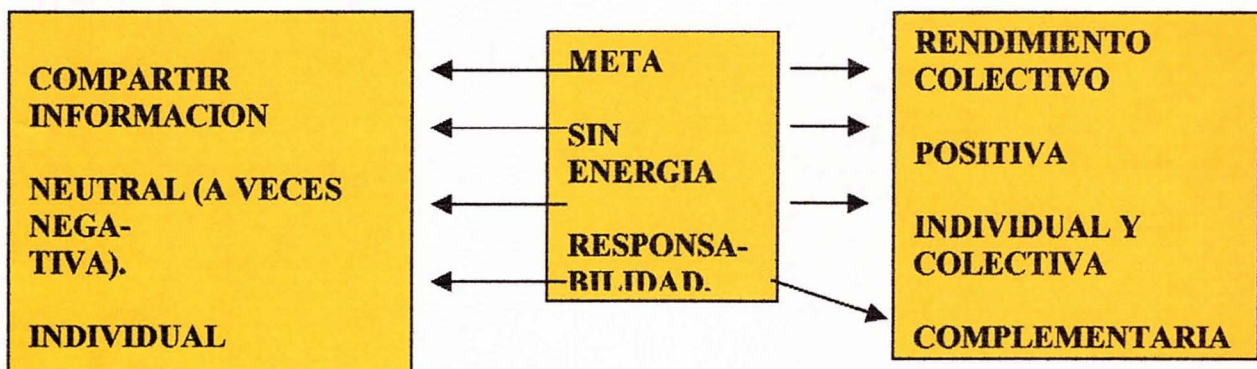 COMPARTIR
INFORMACION
NEUTRAL (A VECES
NEGA-
TIVA).
INDIVIDUAL
META
SIN
ENERGIA
RESPONSA-
BILIDAD.
RENDIMIENTO
COLECTIVO
POSITIVA
INDIVIDUAL Y
COLECTIVA
COMPLEMENTARIA